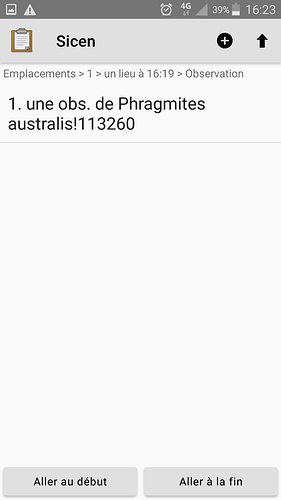 4G 39% 16:23
Sicen
Emplacements > 1 > un lieu à 16:19 > Observation
1. une obs. de Phragmites
australis!113260
Aller au début Aller à la fin